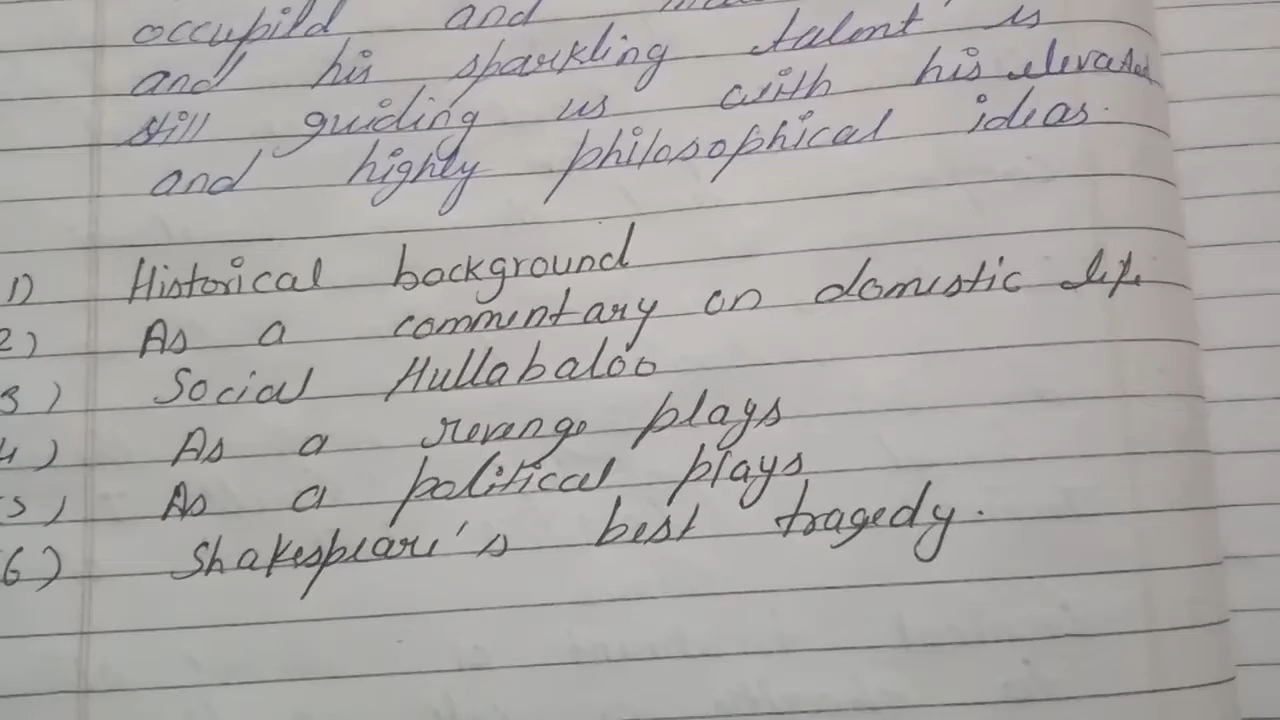 occupild and
and his sparkling talent is
still guiding us with his elevated
and highly philosophical ideas.
1) Historical background
2) As a commentary on domestic life
3) Social Hullabaloo
4) As a revenge plays
5) As a political plays
6) Shakespeare's best tragedy.